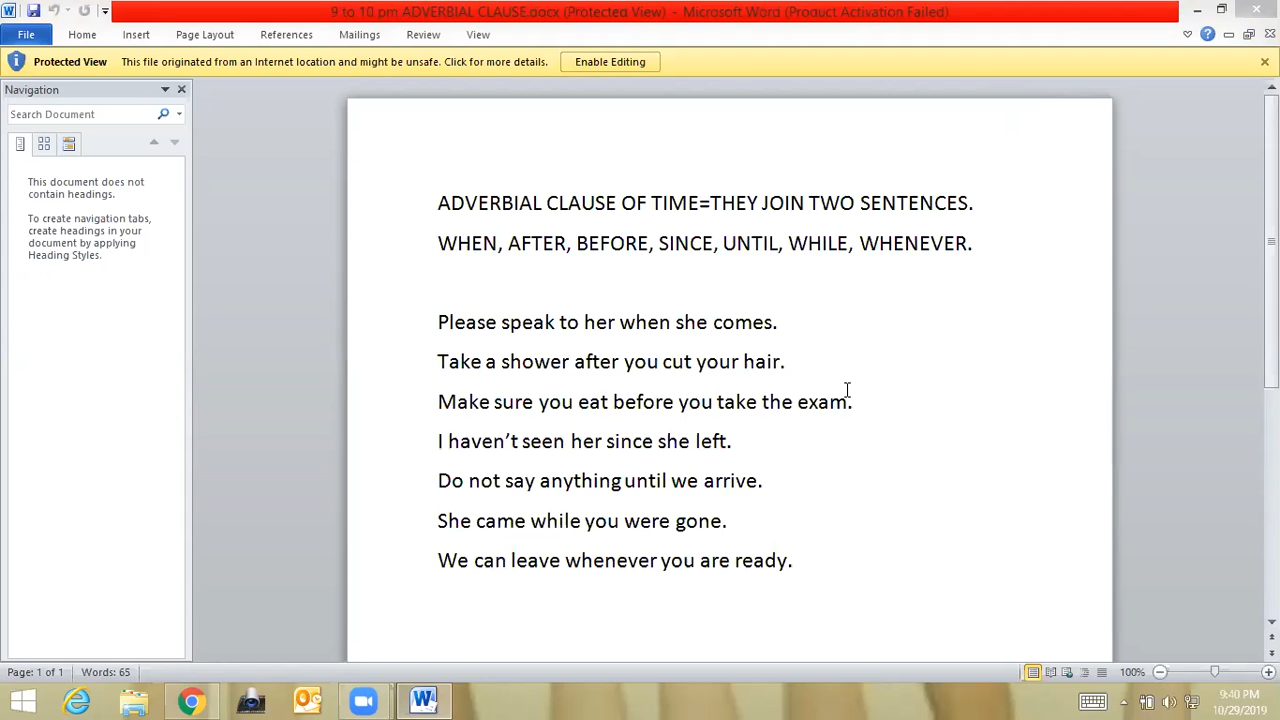 9 to 10 pm ADVERBIAL CLAUSE.docx (Protected View) - Microsoft Word (Product Activation Failed)
File Home Insert Page Layout References Mailings Review View
Protected View This file originated from an Internet location and might be unsafe. Click for more details. Enable Editing
Navigation
Search Document
This document does not
contain headings.
To create navigation tabs,
create headings in your
document by applying
Heading Styles.
ADVERBIAL CLAUSE OF TIME=THEY JOIN TWO SENTENCES.
WHEN, AFTER, BEFORE, SINCE, UNTIL, WHILE, WHENEVER.
Please speak to her when she comes.
Take a shower after you cut your hair.
Make sure you eat before you take the exam.
I haven’t seen her since she left.
Do not say anything until we arrive.
She came while you were gone.
We can leave whenever you are ready.
Page: 1 of 1 Words: 65 100%
9:40 PM
10/29/2019